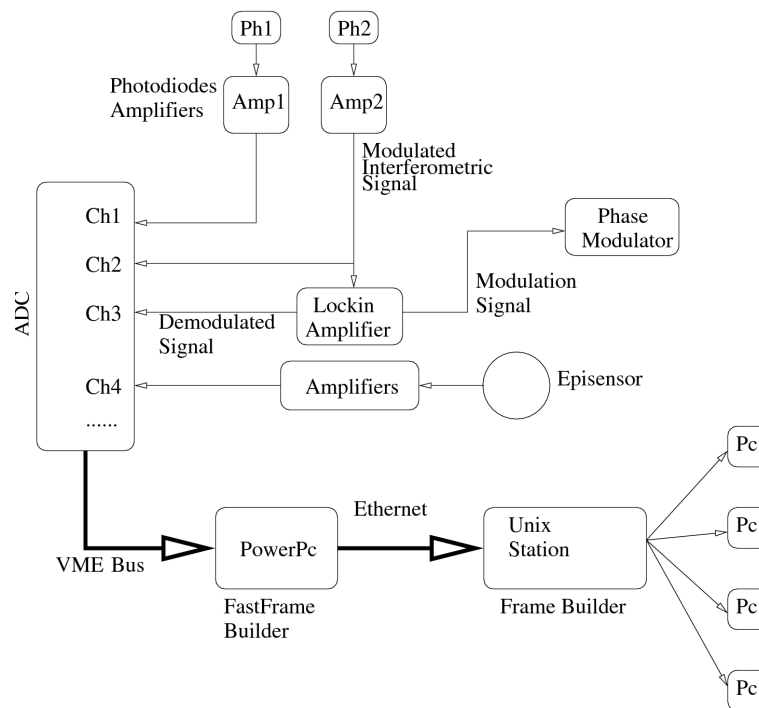 Ph1
Ph2
Photodiodes
Amplifiers
Amp1
Amp2
Modulated
Interferometric
Signal
ADC
Ch1
Ch2
Ch3
Ch4
......
Phase
Modulator
Modulation
Signal
Lockin
Amplifier
Demodulated
Signal
Amplifiers
Episensor
VME Bus
PowerPc
FastFrame
Builder
Ethernet
Unix
Station
Frame Builder
Pc
Pc
Pc
Pc